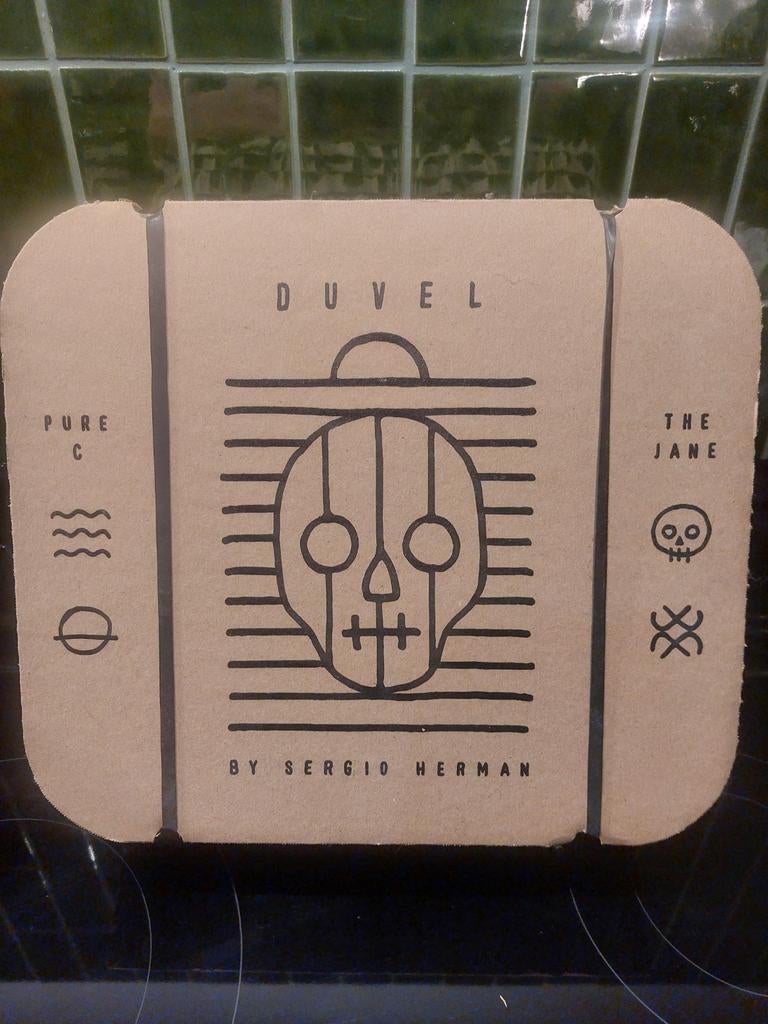 DUVEL
PURE
C
THE
JANE
BY SERGIO HERMAN